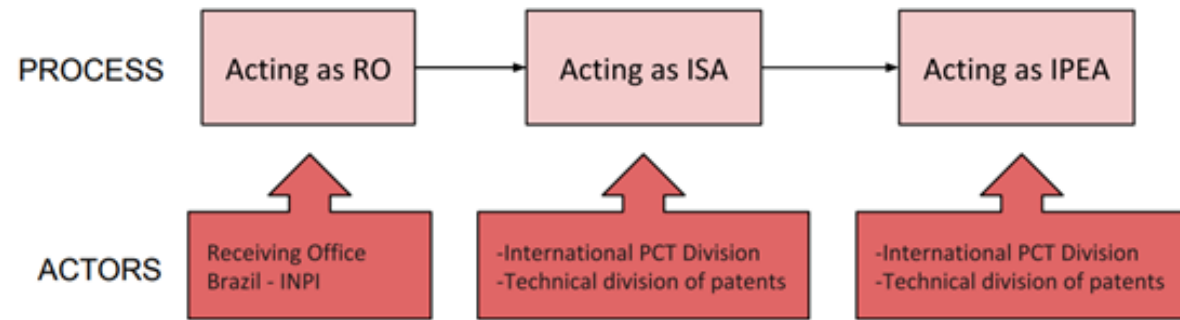 PROCESS
Acting as RO
Acting as ISA
Acting as IPEA
ACTORS
Receiving Office
Brazil - INPI
-International PCT Division
-Technical division of patents
-International PCT Division
-Technical division of patents